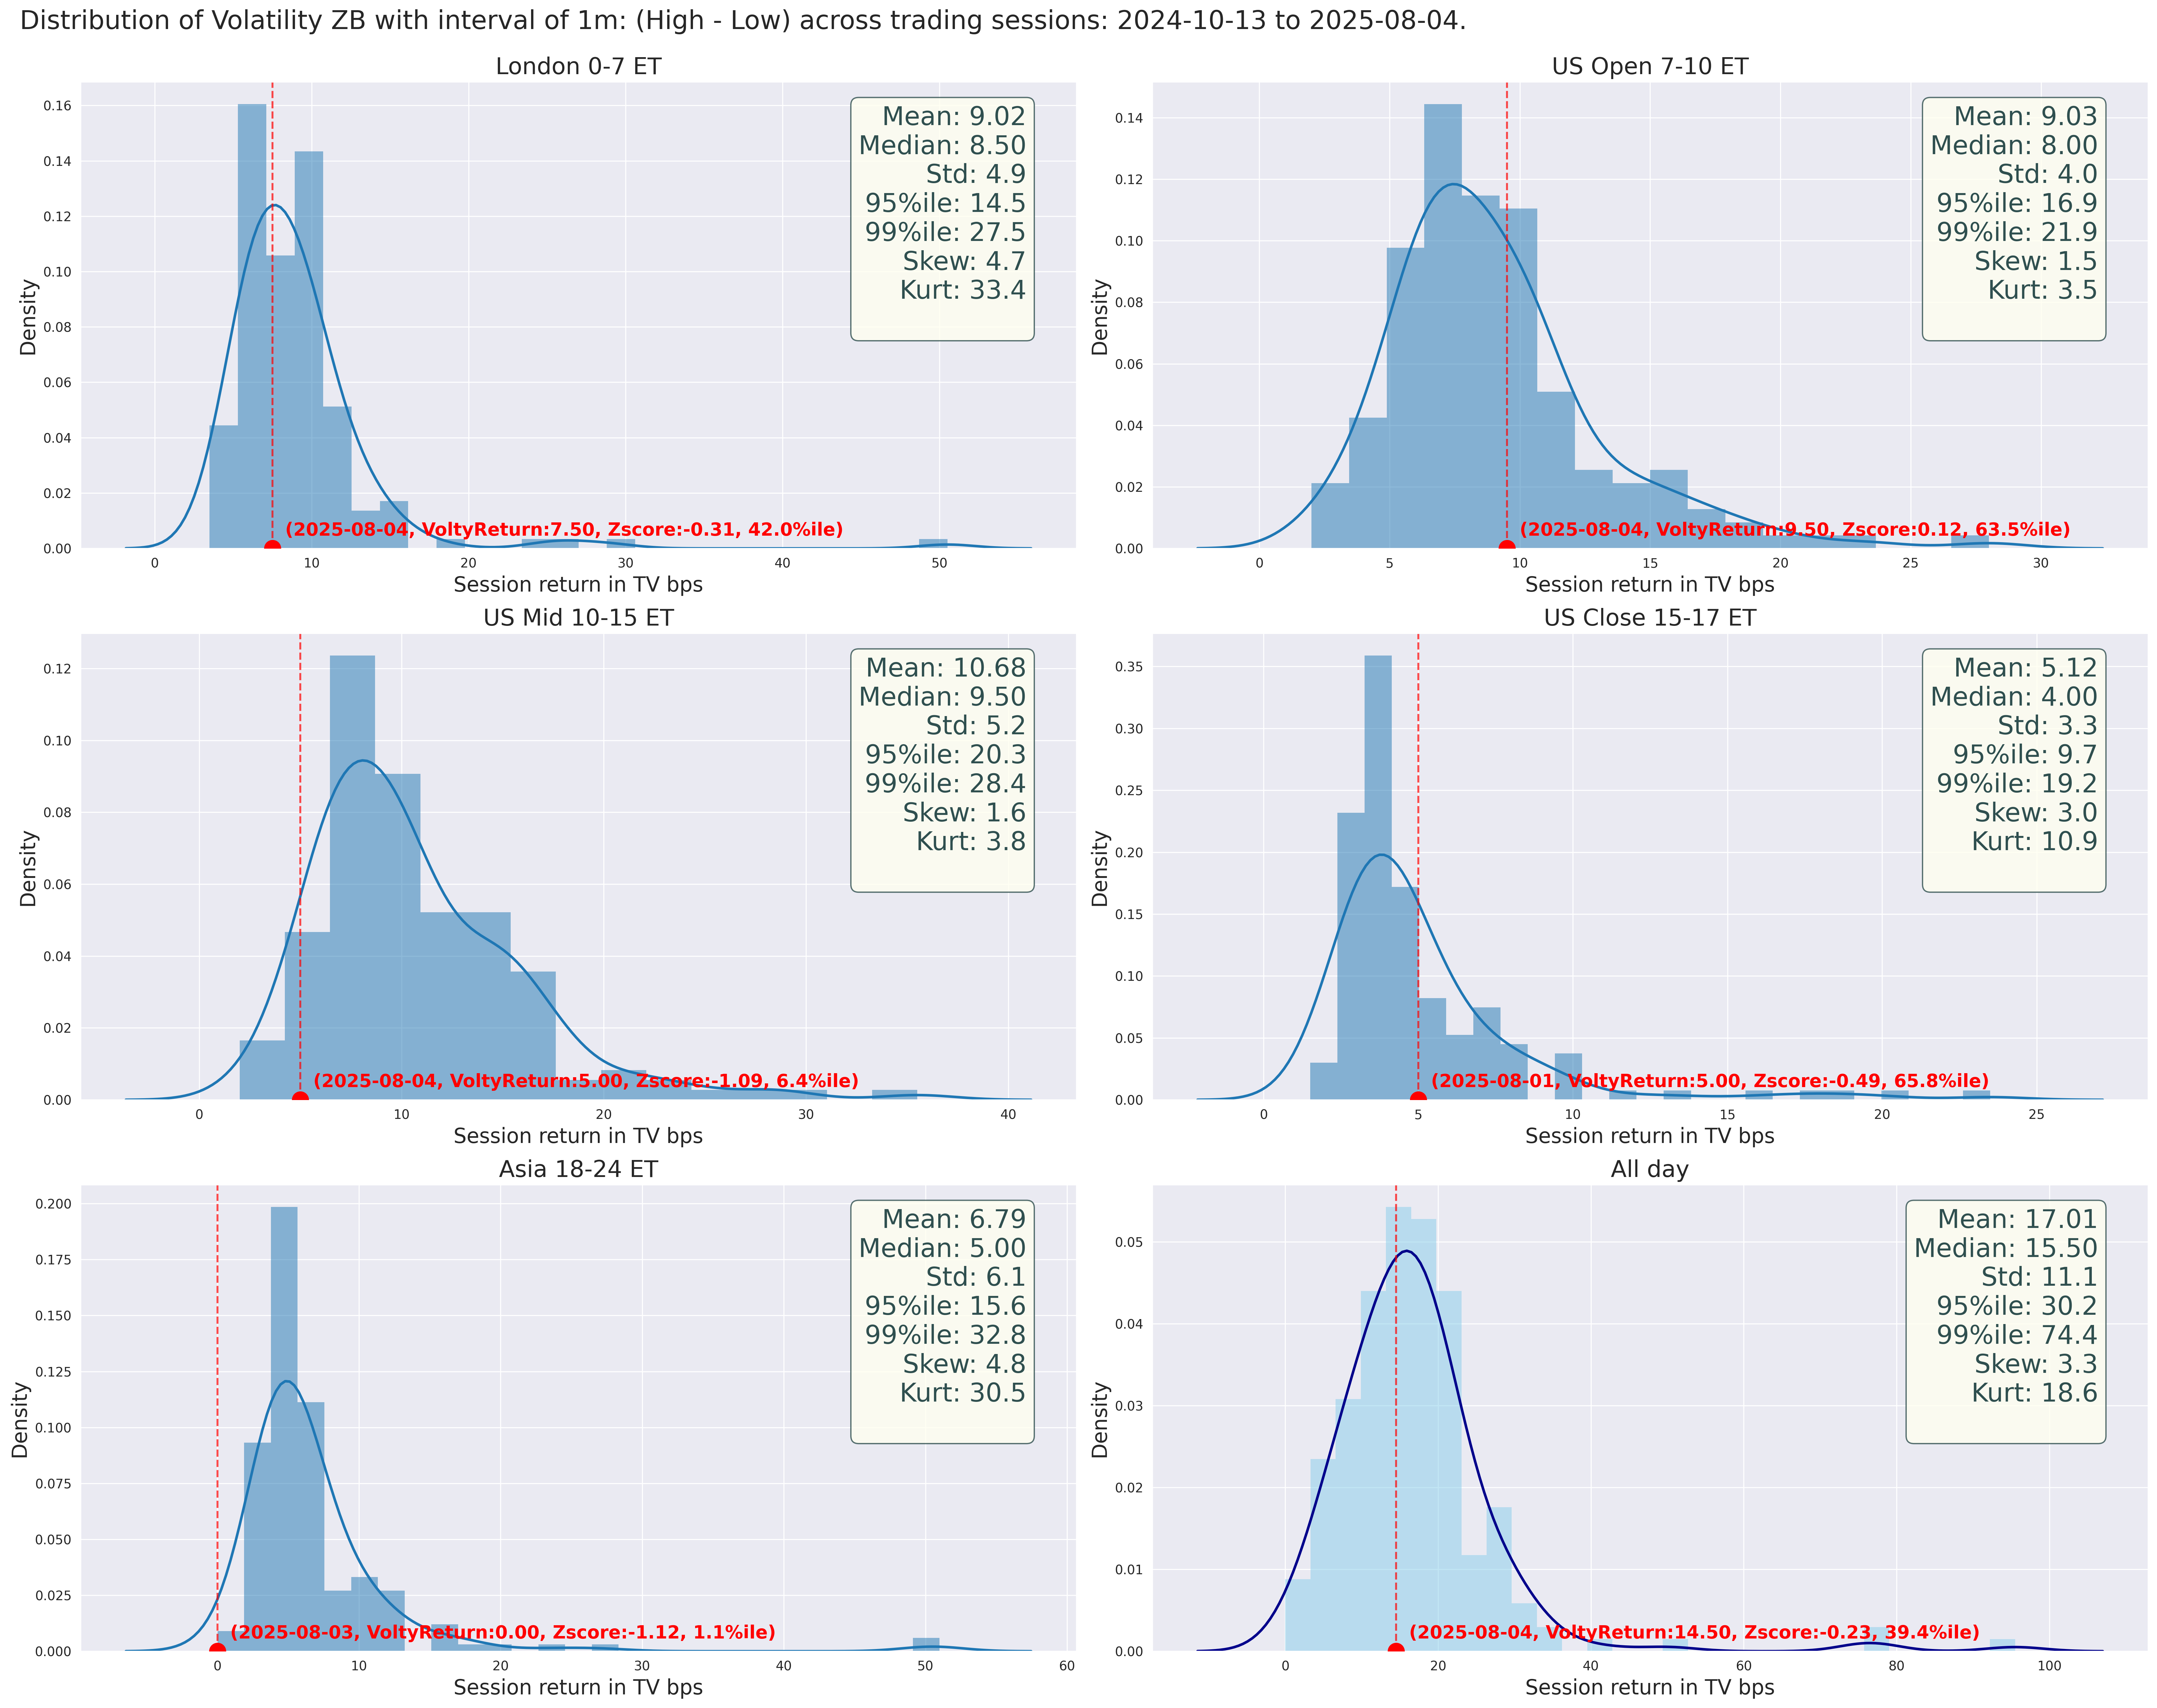 Distribution of Volatility ZB with interval of 1m: (High - Low) across trading sessions: 2024-10-13 to 2025-08-04.
London 0-7 ET
Density
0.16
0.14
0.12
0.10
0.08
0.06
0.04
0.02
0.00
Mean: 9.02
Median: 8.50
Std: 4.9
95%ile: 14.5
99%ile: 27.5
Skew: 4.7
Kurt: 33.4
(2025-08-04, VoltyReturn:7.50, Zscore:-0.31, 42.0%ile)
0 10 20 30 40 50
Session return in TV bps
US Open 7-10 ET
Density
0.14
0.12
0.10
0.08
0.06
0.04
0.02
0.00
Mean: 9.03
Median: 8.00
Std: 4.0
95%ile: 16.9
99%ile: 21.9
Skew: 1.5
Kurt: 3.5
(2025-08-04, VoltyReturn:9.50, Zscore:0.12, 63.5%ile)
0 5 10 15 20 25 30
Session return in TV bps
US Mid 10-15 ET
Density
0.12
0.10
0.08
0.06
0.04
0.02
0.00
Mean: 10.68
Median: 9.50
Std: 5.2
95%ile: 20.3
99%ile: 28.4
Skew: 1.6
Kurt: 3.8
(2025-08-04, VoltyReturn:5.00, Zscore:-1.09, 6.4%ile)
0 10 20 30 40
Session return in TV bps
US Close 15-17 ET
Density
0.35
0.30
0.25
0.20
0.15
0.10
0.05
0.00
Mean: 5.12
Median: 4.00
Std: 3.3
95%ile: 9.7
99%ile: 19.2
Skew: 3.0
Kurt: 10.9
(2025-08-01, VoltyReturn:5.00, Zscore:-0.49, 65.8%ile)
0 5 10 15 20 25
Session return in TV bps
Asia 18-24 ET
Density
0.200
0.175
0.150
0.125
0.100
0.075
0.050
0.025
0.000
Mean: 6.79
Median: 5.00
Std: 6.1
95%ile: 15.6
99%ile: 32.8
Skew: 4.8
Kurt: 30.5
(2025-08-03, VoltyReturn:0.00, Zscore:-1.12, 1.1%ile)
0 10 20 30 40 50 60
Session return in TV bps
All day
Density
0.05
0.04
0.03
0.02
0.01
0.00
Mean: 17.01
Median: 15.50
Std: 11.1
95%ile: 30.2
99%ile: 74.4
Skew: 3.3
Kurt: 18.6
(2025-08-04, VoltyReturn:14.50, Zscore:-0.23, 39.4%ile)
0 20 40 60 80 100
Session return in TV bps